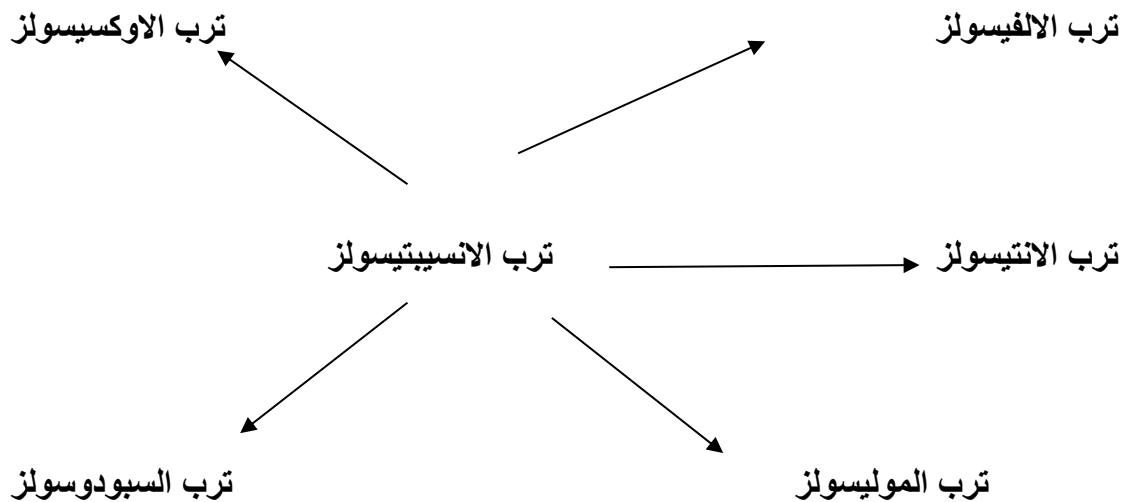 ترب الالفيسولز
ترب الاوكسيسولز
ترب الانتيسولز
ترب الانسيبتيسولز
ترب الموليسولز
ترب السبودوسولز